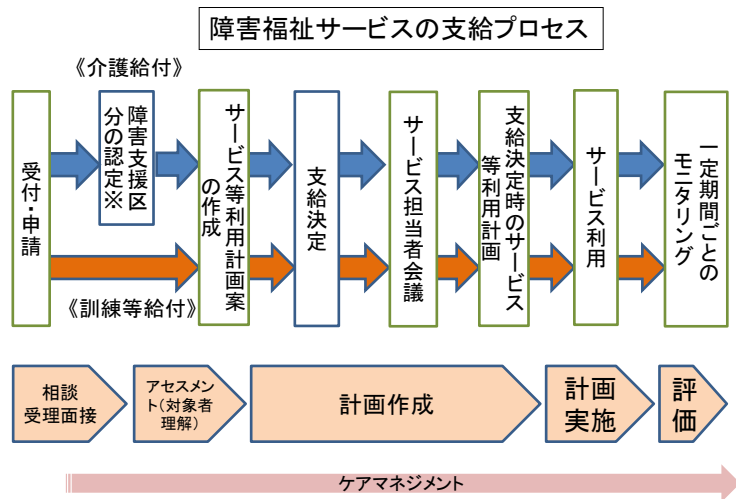 障害福祉サービスの支給プロセス
《介護給付》
受付・申請
障害支援区
分の認定※
サービス等利用計画案
の作成
支給決定
サービス担当者会議
支給決定時のサービス
等利用計画
サービス利用
一定期間ごとの
モニタリング
《訓練等給付》
相談
受理面接
アセスメン
ト(対象者
理解)
計画作成
計画
実施
評
価
ケアマネジメント